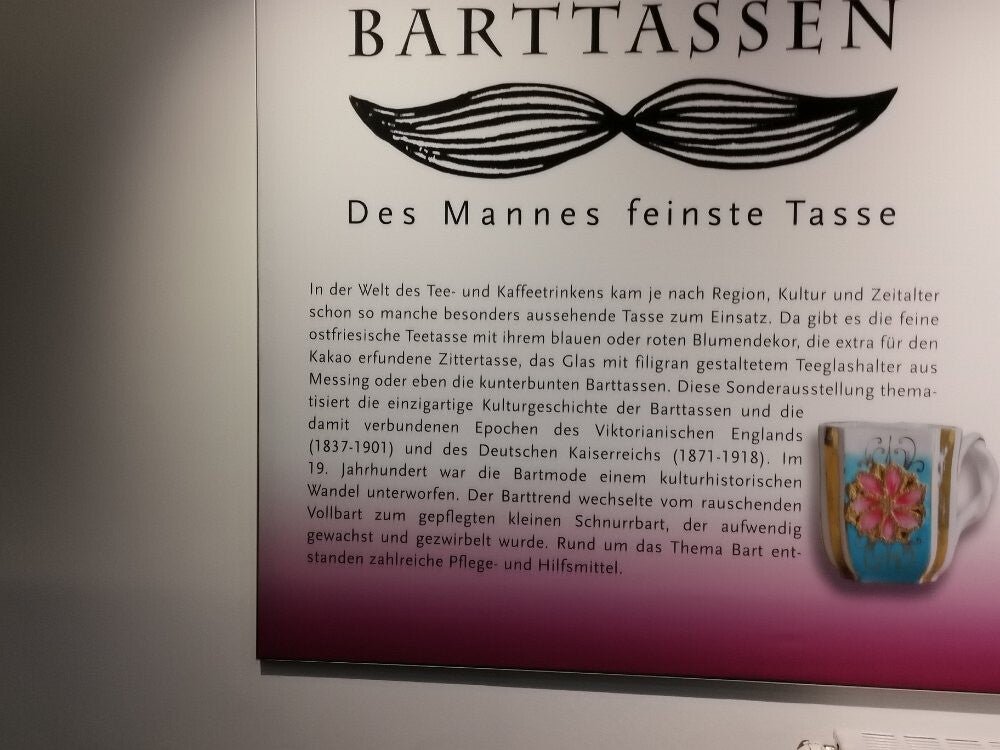 BARTTASSEN
Des Mannes feinste Tasse
In der Welt des Tee- und Kaffeetrinkens kam je nach Region, Kultur und Zeitalter
schon so manche besonders aussehende Tasse zum Einsatz. Da gibt es die feine
ostfriesische Teetasse mit ihrem blauen oder roten Blumendekor, die extra für den
Kakao erfundene Zittertasse, das Glas mit filigran gestaltetem Teeglashalter aus
Messing oder eben die kunterbunten Barttassen. Diese Sonderausstellung thema-
tisiert die einzigartige Kulturgeschichte der Barttassen und die
damit verbundenen Epochen des Viktorianischen Englands
(1837-1901) und des Deutschen Kaiserreichs (1871-1918). Im
19. Jahrhundert war die Bartmode einem kulturhistorischen
Wandel unterworfen. Der Barttrend wechselte vom rauschenden
Vollbart zum gepflegten kleinen Schnurrbart, der aufwendig
gewachst und gezwirbelt wurde. Rund um das Thema Bart ent-
standen zahlreiche Pflege- und Hilfsmittel.